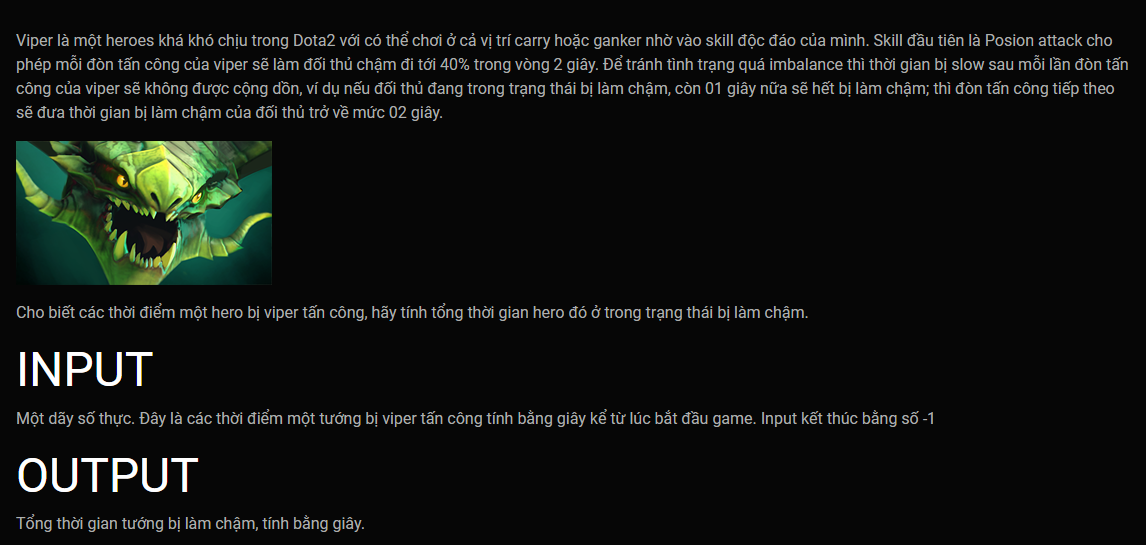 Viper là một heroes khá khó chịu trong Dota2 với có thể chơi ở cả vị trí carry hoặc ganker nhờ vào skill độc đáo của mình. Skill đầu tiên là Posion attack cho
phép mỗi đòn tấn công của viper sẽ làm đối thủ chậm đi tới 40% trong vòng 2 giây. Để tránh tình trạng quá imbalance thì thời gian bị slow sau mỗi lần đòn tấn
công của viper sẽ không được cộng dồn, ví dụ nếu đối thủ đang trong trạng thái bị làm chậm, còn 01 giây nữa sẽ hết bị làm chậm; thì đòn tấn công tiếp theo
sẽ đưa thời gian bị làm chậm của đối thủ trở về mức 02 giây.
Cho biết các thời điểm một hero bị viper tấn công, hãy tính tổng thời gian hero đó ở trong trạng thái bị làm chậm.
INPUT
Một dãy số thực. Đây là các thời điểm một tướng bị viper tấn công tính bằng giây kể từ lúc bắt đầu game. Input kết thúc bằng số -1
OUTPUT
Tổng thời gian tướng bị làm chậm, tính bằng giây.